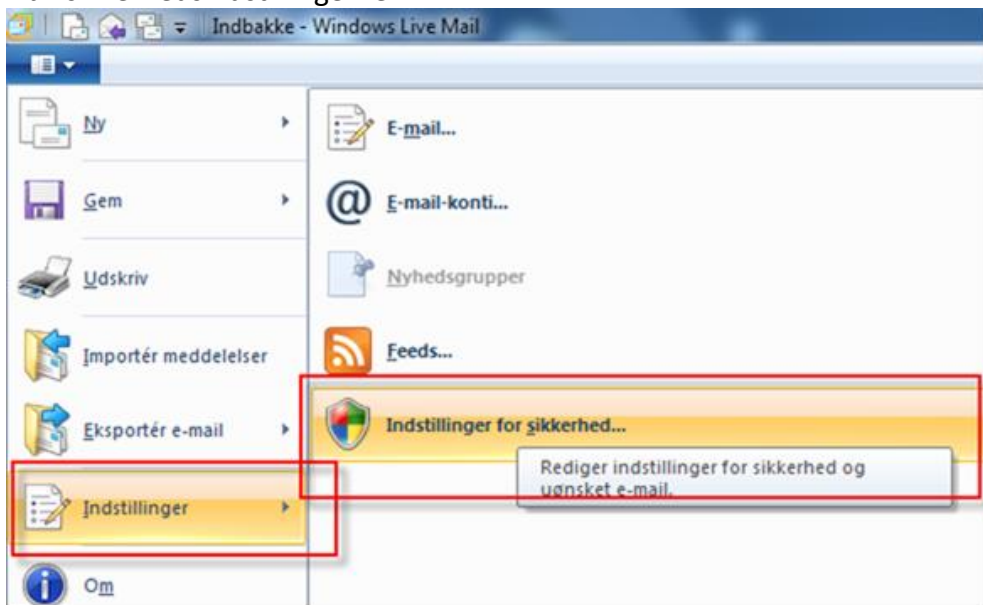 Indbakke - Windows Live Mail
Ny
Gem
Udskriv
Importér meddelelser
Eksportér e-mail
Indstillinger
Om
E-mail...
E-mail-konti...
Nyhedsgrupper
Feeds...
Indstillinger for sikkerhed...
Rediger indstillinger for sikkerhed og
uønsket e-mail.